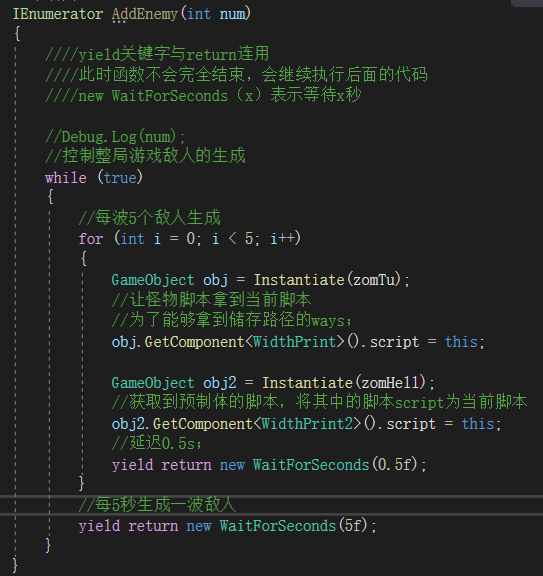 IEnumerator AddEnemy(int num)
{
////yield关键字与return连用
////此时函数不会完全结束，会继续执行后面的代码
////new WaitForSeconds（x）表示等待x秒
//Debug.Log(num);
//控制整局游戏敌人的生成
while (true)
{
//每波5个敌人生成
for (int i = 0; i < 5; i++)
{
GameObject obj = Instantiate(zomTu);
//让怪物脚本拿到当前脚本
//为了能够拿到储存路径的ways；
obj.GetComponent<WidthPrint>().script = this;
GameObject obj2 = Instantiate(zomHell);
//获取到预制体的脚本，将其中的脚本script为当前脚本
obj2.GetComponent<WidthPrint2>().script = this;
//延迟0.5s；
yield return new WaitForSeconds(0.5f);
}
//每5秒生成一波敌人
yield return new WaitForSeconds(5f);
}
}